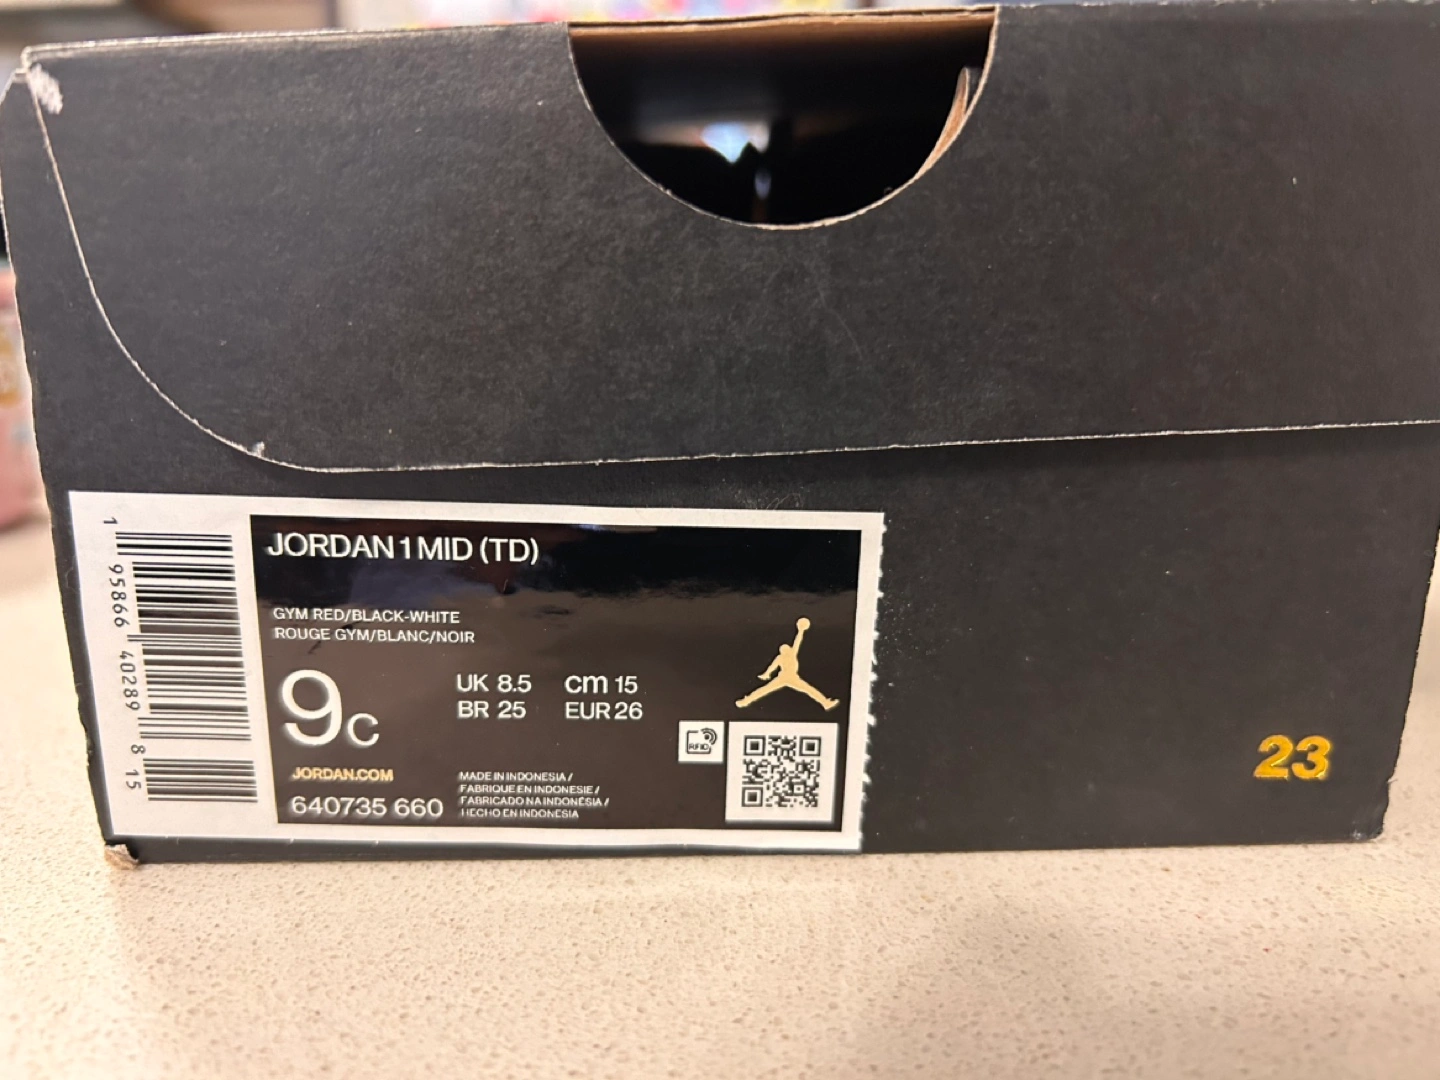 JORDAN 1 MID (TD)
GYM RED/BLACK-WHITE
ROUGE GYM/BLANC/NOIR
9C
UK 8.5 cm 15
BR 25 EUR 26
JORDAN.COM
640735 660
MADE IN INDONESIA /
FABRIQUE EN INDONESIE /
FABRICADO NA INDONÉSIA /
HECHO EN INDONESIA
RFID
1 95866 40289 8 15
23